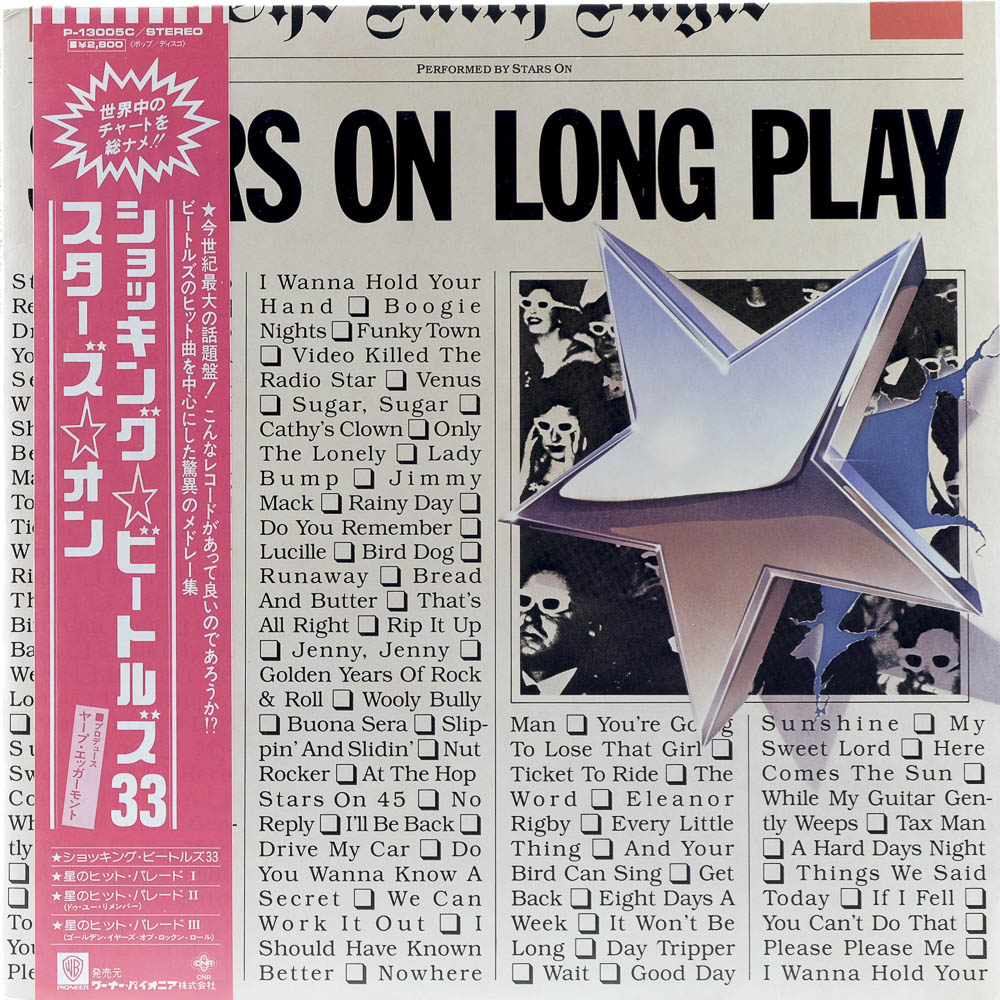 P-13005C/STEREO
■¥2,800 (ポップ/ディスコ)
世界中の
チャートを
総ナメ!!
ショッキング☆ビートルズ33
スターズ☆オン
★今世紀最大の話題盤！こんなレコードがあって良いのであろうか!?
ビートルズのヒット曲を中心にした驚異のメドレー集
■プロデュース
ヤープ・エッガーモント
★ショッキング・ビートルズ33
★星のヒット・パレード I
★星のヒット・パレード II
(ドゥ・ユー・リメンバー)
★星のヒット・パレード III
(ゴールデン・イヤーズ・オブ・ロックン・ロール)
WB
PIONEER
発売元
ワーナー・パイオニア株式会社
CNR
CNR
PERFORMED BY STARS ON
RS ON LONG PLAY
I Wanna Hold Your
Hand ❑ Boogie
Nights ❑ Funky Town
❑ Video Killed The
Radio Star ❑ Venus
❑ Sugar, Sugar ❑
Cathy's Clown ❑ Only
The Lonely ❑ Lady
Bump ❑ Jimmy
Mack ❑ Rainy Day ❑
Do You Remember ❑
Lucille ❑ Bird Dog ❑
Runaway ❑ Bread
And Butter ❑ That's
All Right ❑ Rip It Up
❑ Jenny, Jenny ❑
Golden Years Of Rock
& Roll ❑ Wooly Bully
❑ Buona Sera ❑ Slip-
pin' And Slidin' ❑ Nut
Rocker ❑ At The Hop
Stars On 45 ❑ No
Reply ❑ I'll Be Back ❑
Drive My Car ❑ Do
You Wanna Know A
Secret ❑ We Can
Work It Out ❑ I
Should Have Known
Better ❑ Nowhere
Man ❑ You're Going
To Lose That Girl ❑
Ticket To Ride ❑ The
Word ❑ Eleanor
Rigby ❑ Every Little
Thing ❑ And Your
Bird Can Sing ❑ Get
Back ❑ Eight Days A
Week ❑ It Won't Be
Long ❑ Day Tripper
❑ Wait ❑ Good Day
Sunshine ❑ My
Sweet Lord ❑ Here
Comes The Sun ❑
While My Guitar Gen-
tly Weeps ❑ Tax Man
❑ A Hard Days Night
❑ Things We Said
Today ❑ If I Fell ❑
You Can't Do That ❑
Please Please Me ❑
I Wanna Hold Your